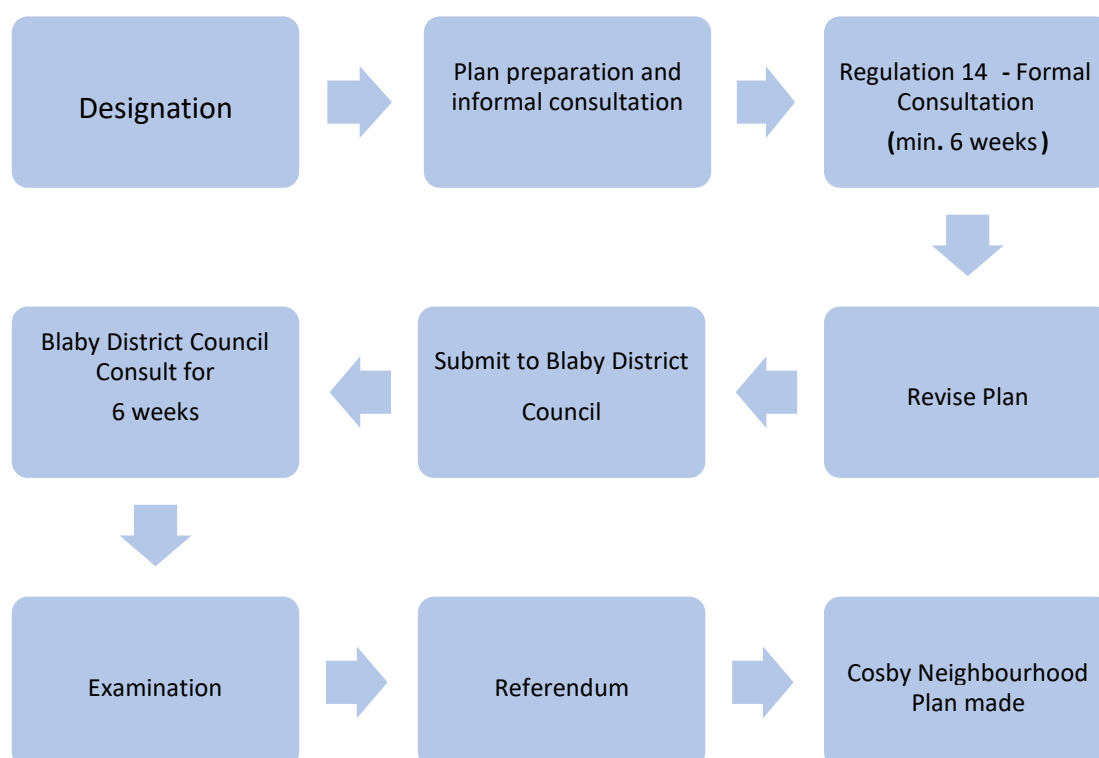 Designation
Plan preparation and
informal consultation
Regulation 14 - Formal
Consultation
(min. 6 weeks)
Revise Plan
Submit to Blaby District
Council
Blaby District Council
Consult for
6 weeks
Examination
Referendum
Cosby Neighbourhood
Plan made